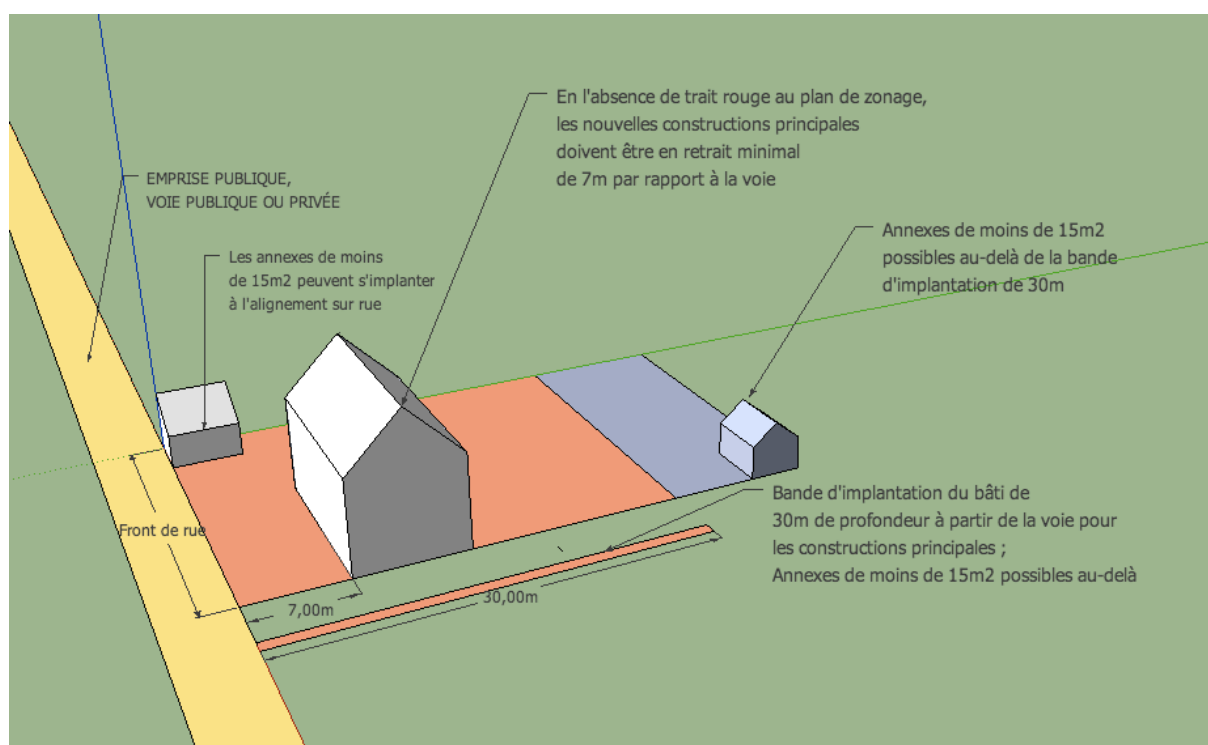 En l'absence de trait rouge au plan de zonage,
les nouvelles constructions principales
doivent être en retrait minimal
de 7m par rapport à la voie
EMPRISE PUBLIQUE,
VOIE PUBLIQUE OU PRIVÉE
Les annexes de moins
de 15m2 peuvent s'implanter
à l'alignement sur rue
Annexes de moins de 15m2
possibles au-delà de la bande
d'implantation de 30m
Front de rue
7,00m
30,00m
Bande d'implantation du bâti de
30m de profondeur à partir de la voie pour
les constructions principales ;
Annexes de moins de 15m2 possibles au-delà